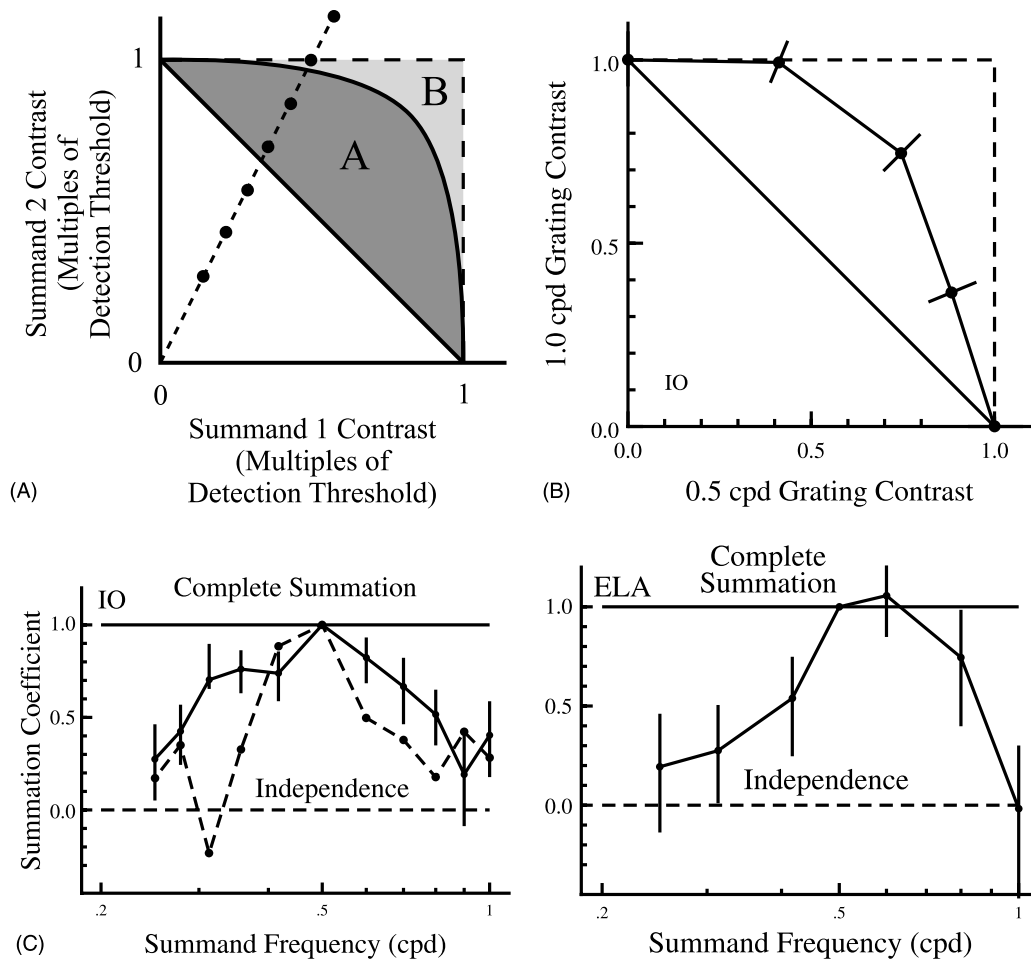 1
0
Summand 2 Contrast
(Multiples of
Detection Threshold)
A
B
0
1
Summand 1 Contrast
(Multiples of
Detection Threshold)
(A)
1.0
0.5
0.0
1.0 cpd Grating Contrast
IO
0.0
0.5
1.0
0.5 cpd Grating Contrast
(B)
IO
Complete Summation
1.0
0.5
0.0
Summation Coefficient
Independence
.2
.5
1
Summand Frequency (cpd)
(C)
ELA
Complete
Summation
1.0
0.5
0.0
Independence
.2
.5
1
Summand Frequency (cpd)